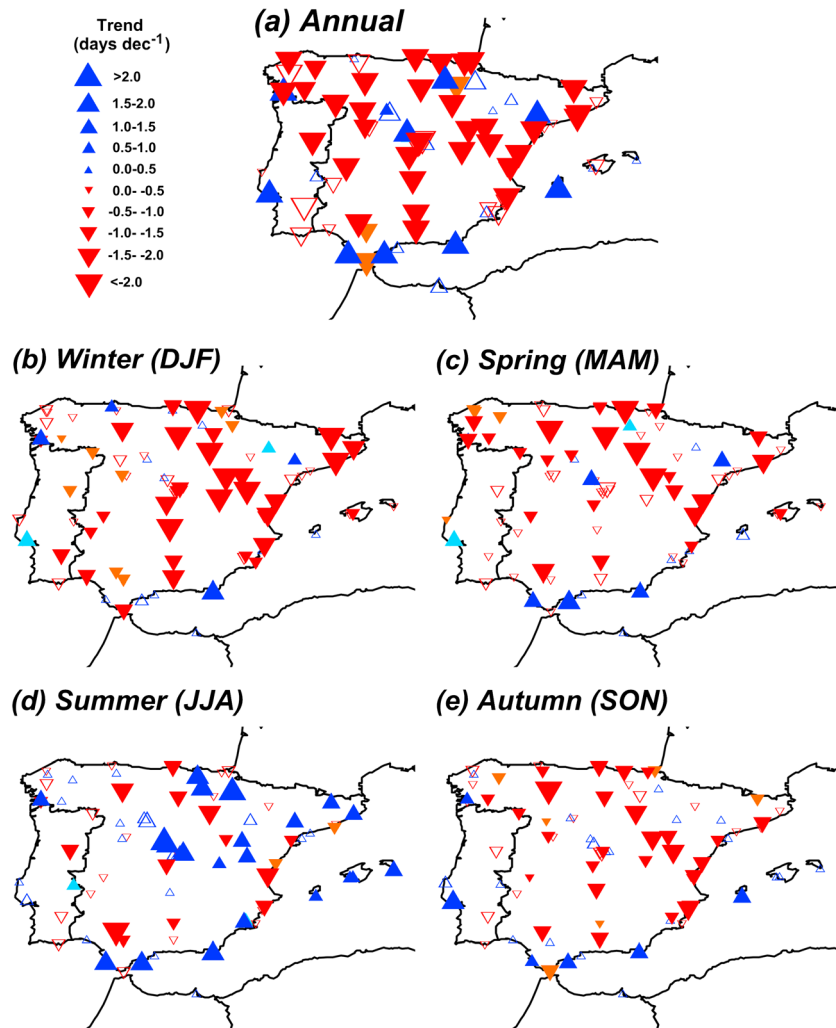 (a) Annual
Trend
(days dec⁻¹)
>2.0
1.5-2.0
1.0-1.5
0.5-1.0
0.0-0.5
0.0- -0.5
-0.5- -1.0
-1.0- -1.5
-1.5- -2.0
<-2.0
(b) Winter (DJF)
(c) Spring (MAM)
(d) Summer (JJA)
(e) Autumn (SON)